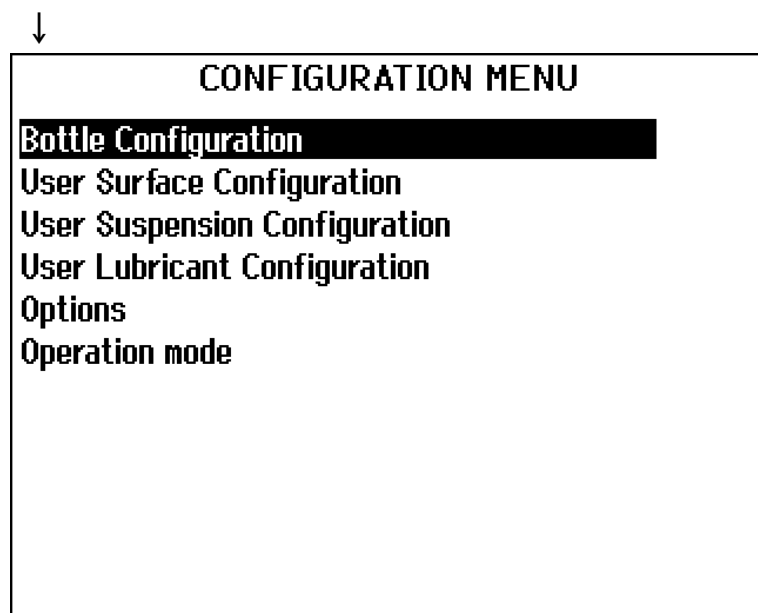 ↓
CONFIGURATION MENU
Bottle Configuration
User Surface Configuration
User Suspension Configuration
User Lubricant Configuration
Options
Operation mode